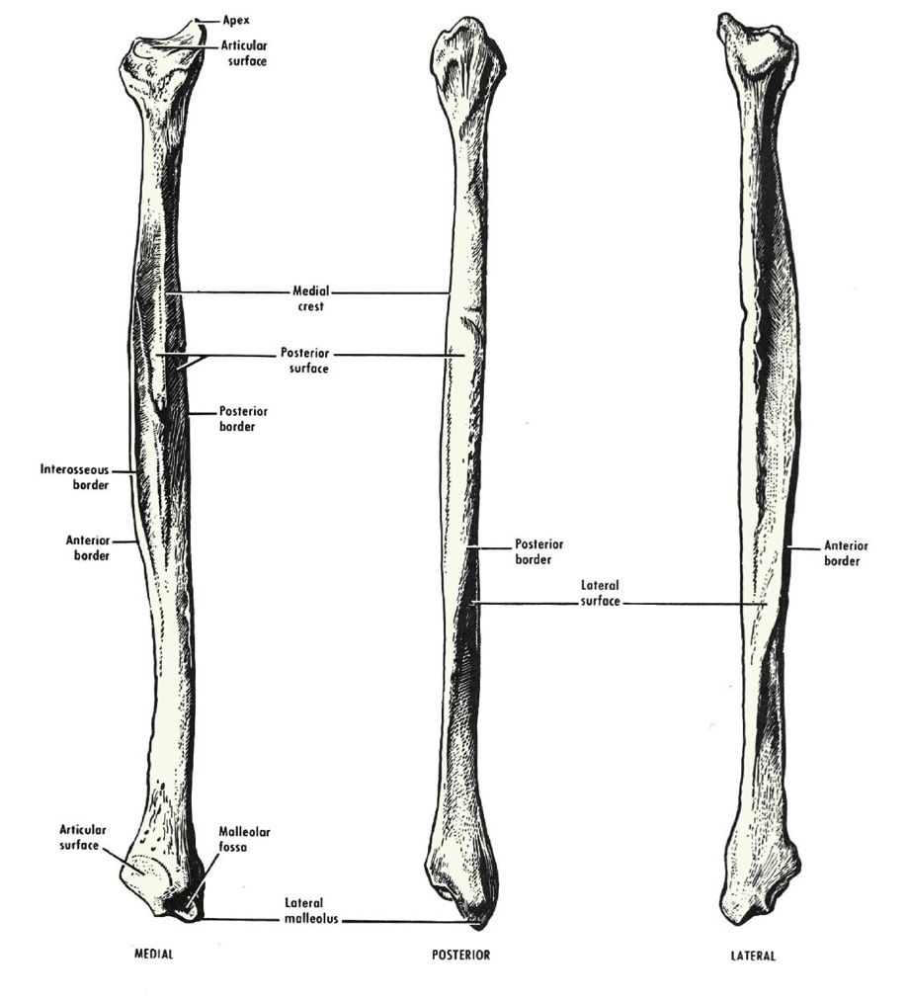 Apex
Articular
surface
Medial
crest
Posterior
surface
Posterior
border
Interosseous
border
Anterior
border
Posterior
border
Anterior
border
Lateral
surface
Articular
surface
Malleolar
fossa
Lateral
malleolus
MEDIAL
POSTERIOR
LATERAL